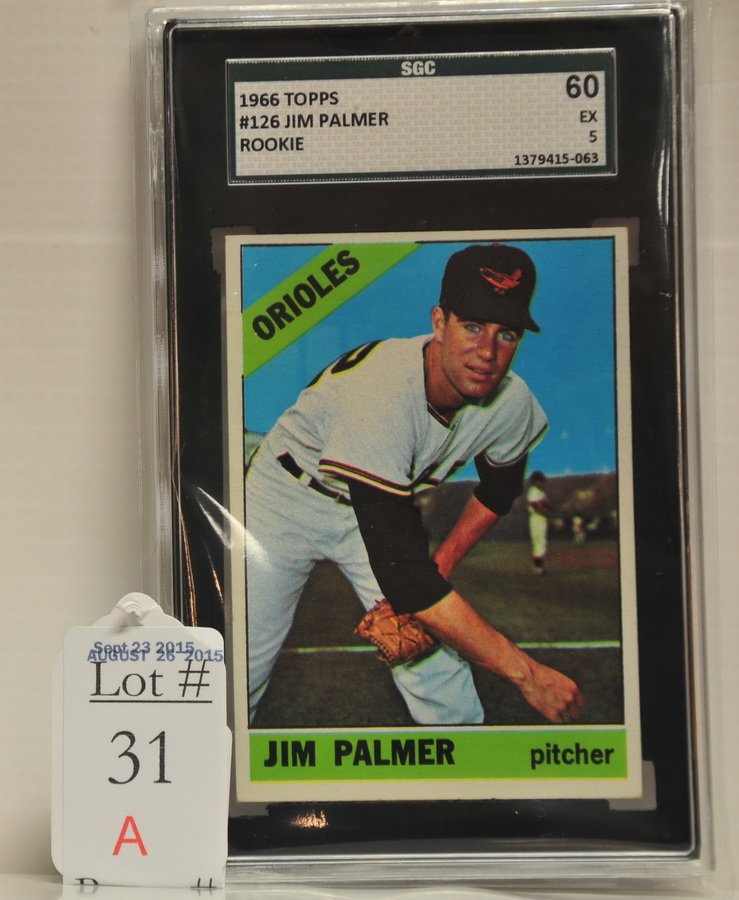 SGC
1966 TOPPS
#126 JIM PALMER
ROOKIE
60
EX
5
1379415-063
ORIOLES
JIM PALMER pitcher
Sept 23 2015
AUGUST 26 2015
Lot #
31
A